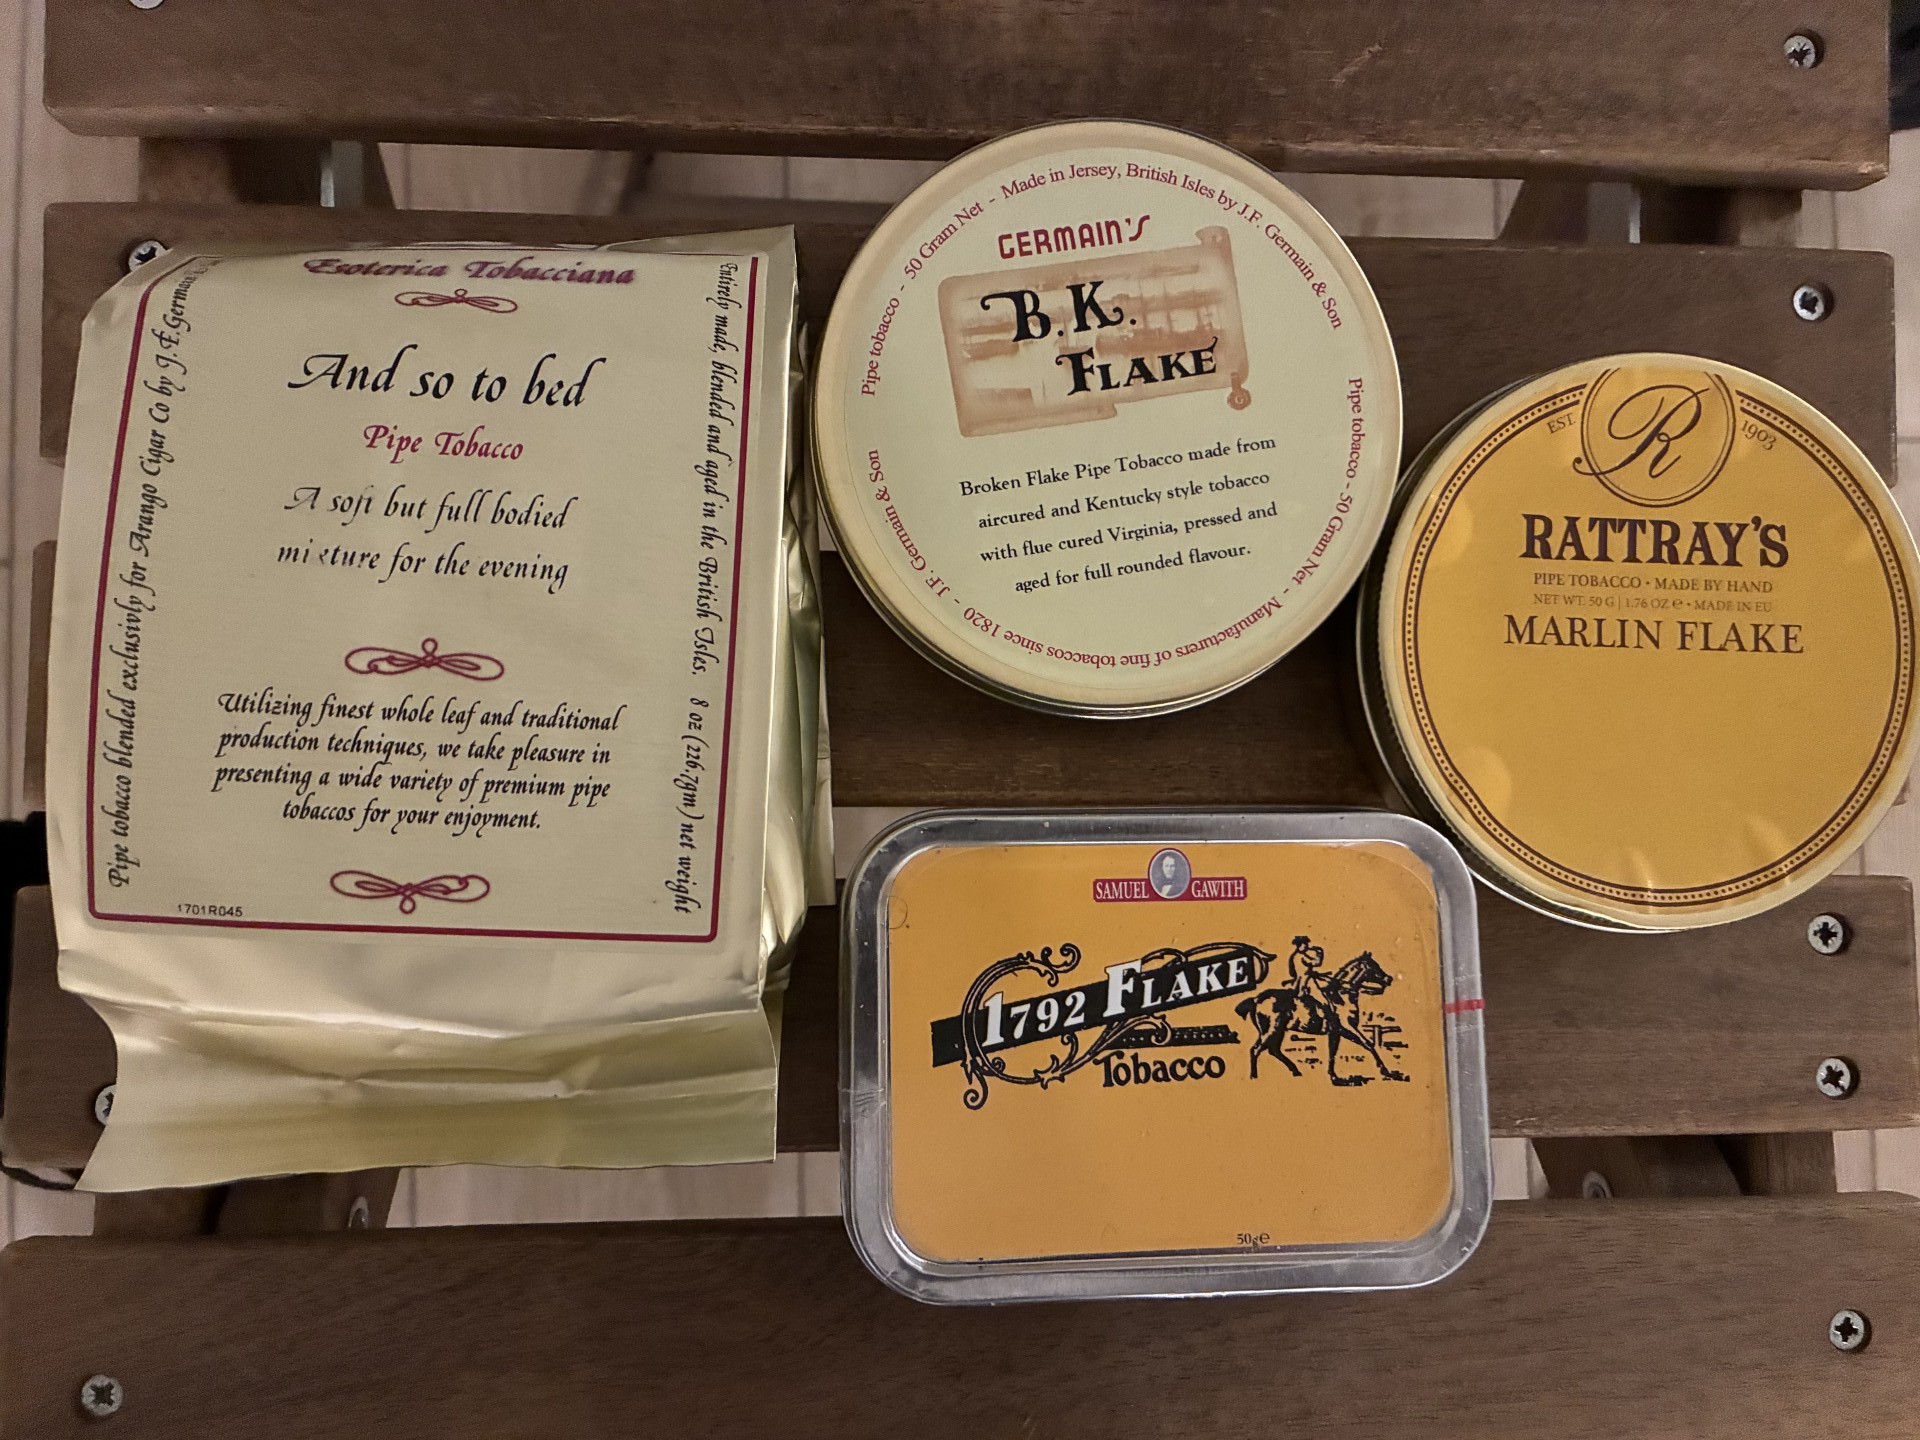 Esoterica Tobacciana
And so to bed
Pipe Tobacco
A soft but full bodied
mixture for the evening
Utilizing finest whole leaf and traditional
production techniques, we take pleasure in
presenting a wide variety of premium pipe
tobaccos for your enjoyment.
1701R045
Pipe tobacco blended exclusivly for Arango Cigar Co by J.F. Germain
Entirely made, blended and aged in the British Isles. 8 oz (226.7gm) net weight
Pipe tobacco - 50 Gram Net - Made in Jersey, British Isles by J.F. Germain & Son
Pipe tobacco - 50 Gram Net - Manufacturers of fine tobaccos since 1820 - J.F. Germain & Son
GERMAIN'S
B.K.
FLAKE
Broken Flake Pipe Tobacco made from
aircured and Kentucky style tobacco
with flue cured Virginia, pressed and
aged for full rounded flavour.
EST. R 1903
RATTRAY'S
PIPE TOBACCO • MADE BY HAND
NET WT. 50 G | 1.76 OZ e • MADE IN EU
MARLIN FLAKE
SAMUEL GAWITH
1792 FLAKE
Tobacco
50g e